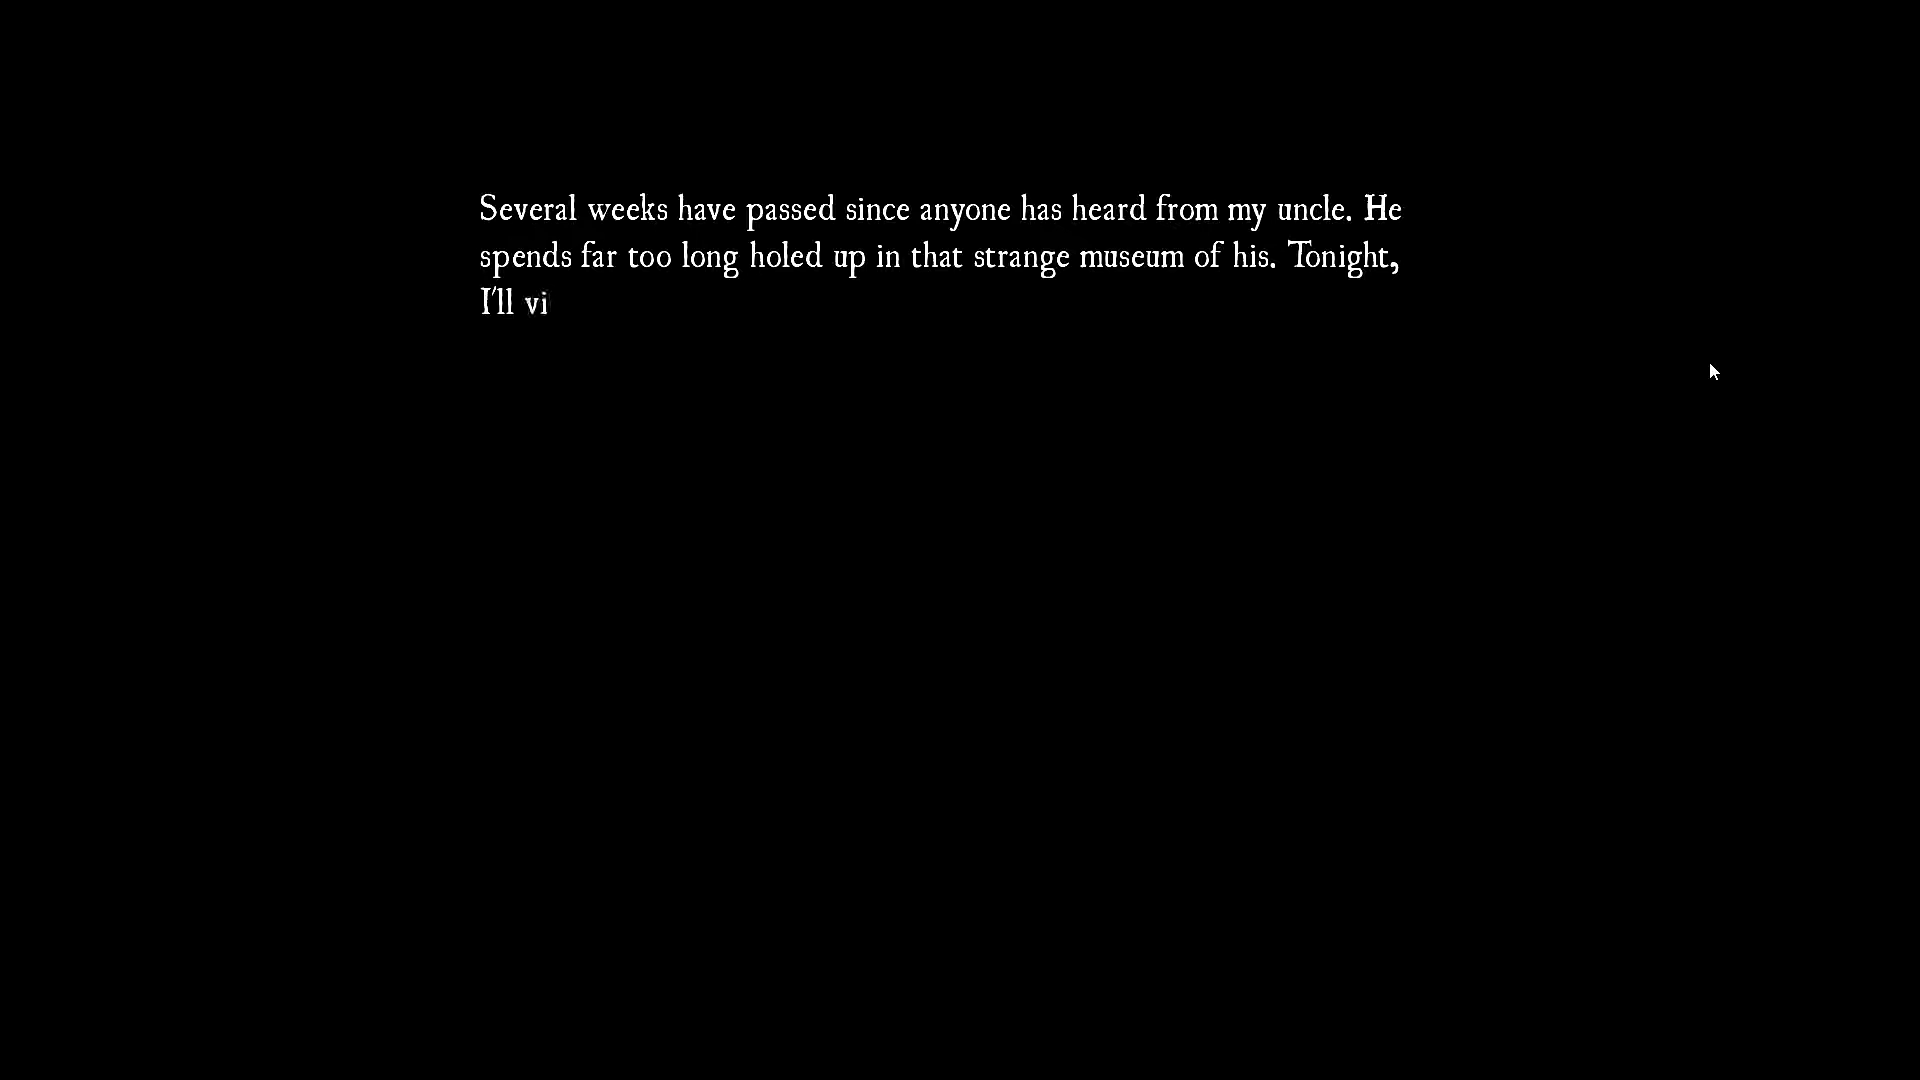 Several weeks have passed since anyone has heard from my uncle. He
spends far too long holed up in that strange museum of his. Tonight,
I'll vi